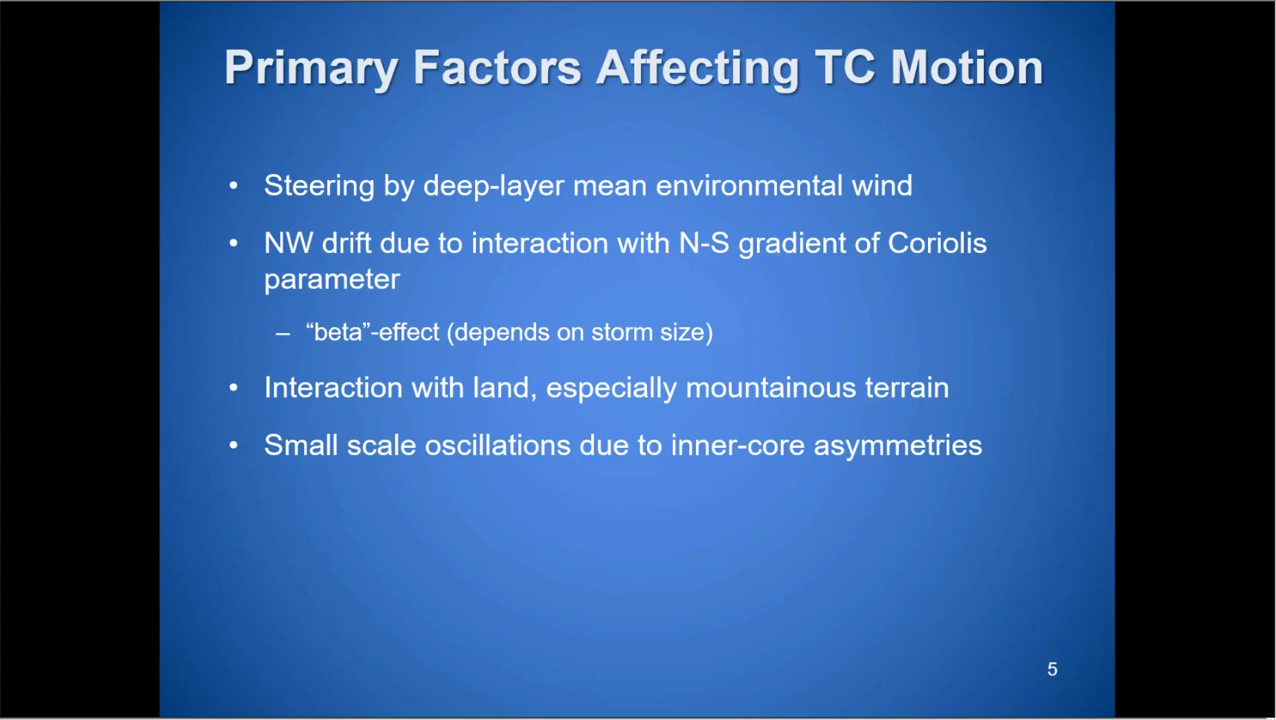 Primary Factors Affecting TC Motion
• Steering by deep-layer mean environmental wind
• NW drift due to interaction with N-S gradient of Coriolis
parameter
– “beta”-effect (depends on storm size)
• Interaction with land, especially mountainous terrain
• Small scale oscillations due to inner-core asymmetries
5